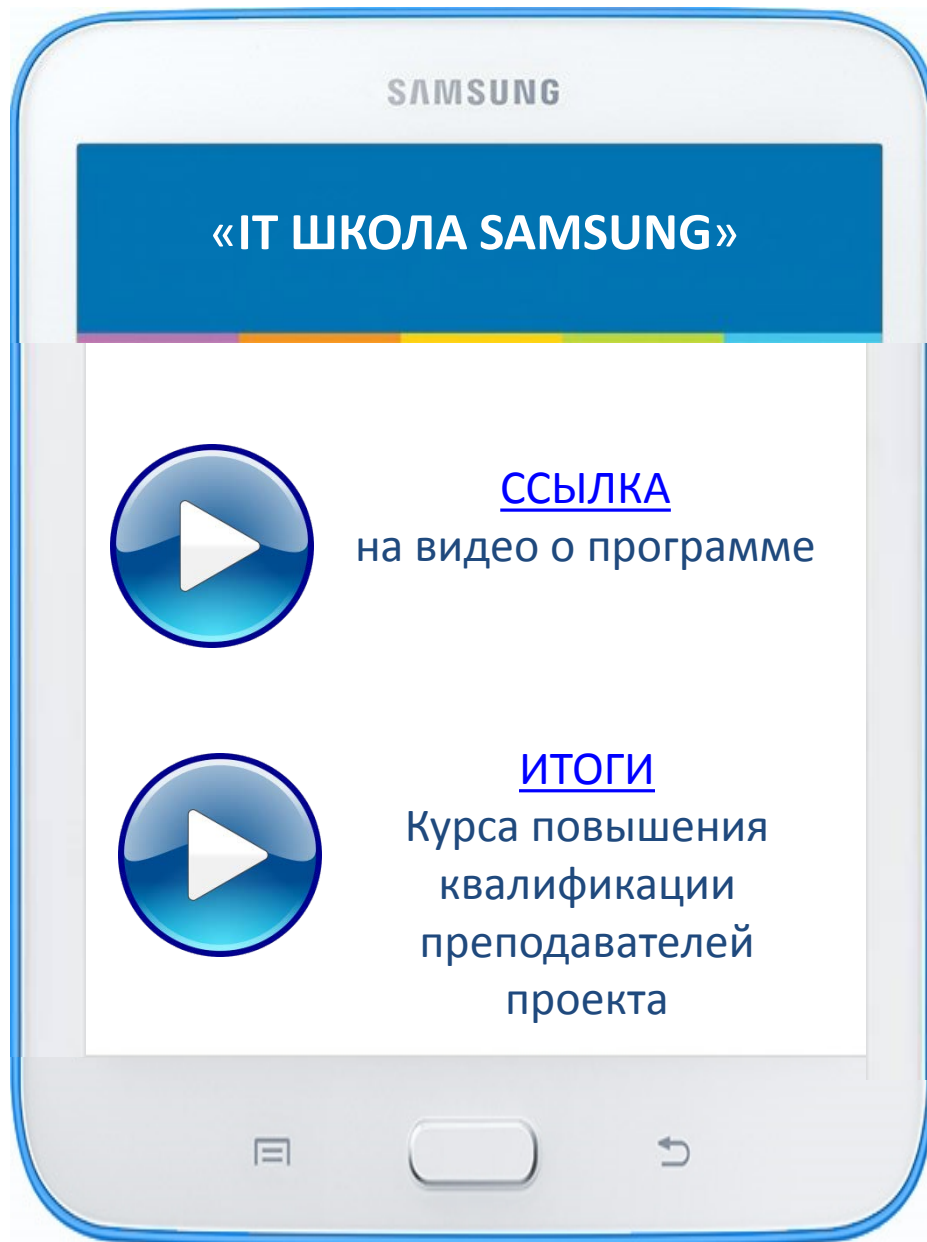 SAMSUNG
«IT ШКОЛА SAMSUNG»
ССЫЛКА
на видео о программе
ИТОГИ
Курса повышения
квалификации
преподавателей
проекта